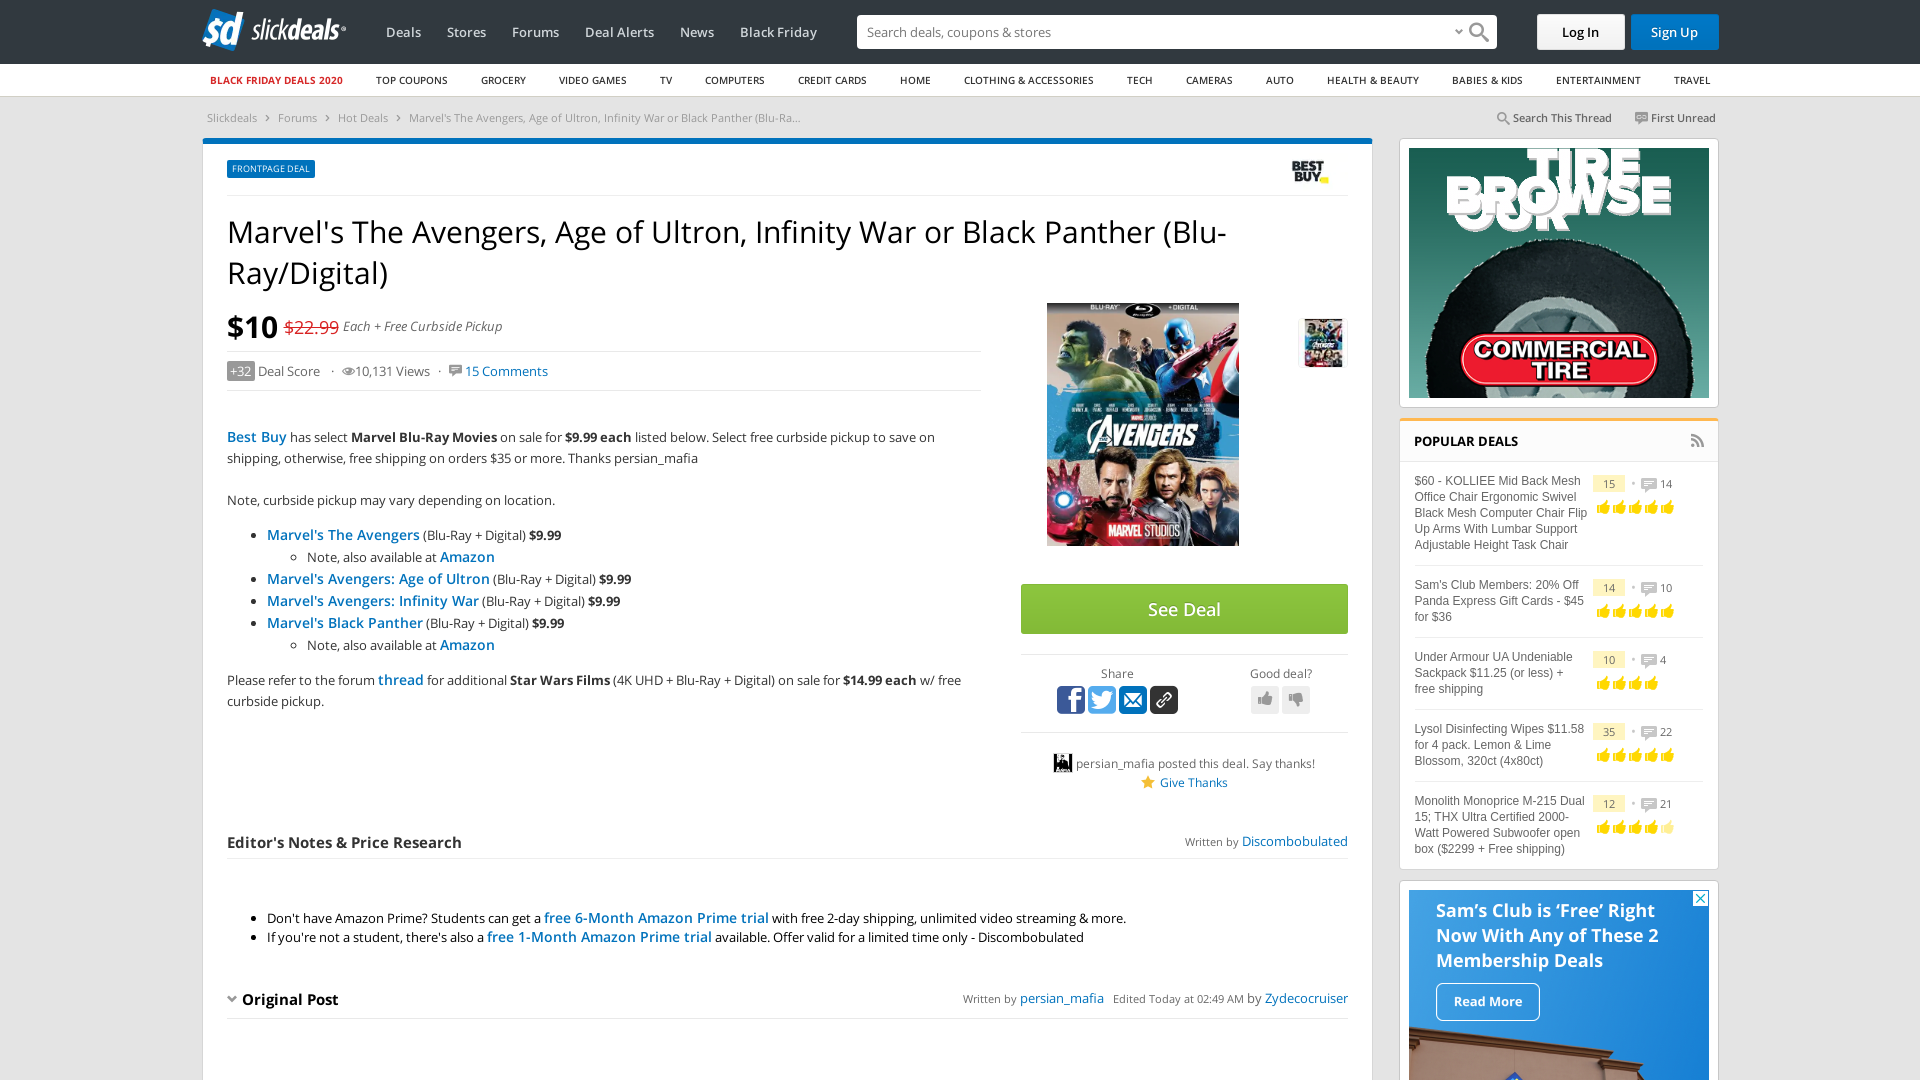 sd slickdeals
Deals Stores Forums Deal Alerts News Black Friday
Search deals, coupons & stores
Log In Sign Up
BLACK FRIDAY DEALS 2020 TOP COUPONS GROCERY VIDEO GAMES TV COMPUTERS CREDIT CARDS HOME CLOTHING & ACCESSORIES TECH CAMERAS AUTO HEALTH & BEAUTY BABIES & KIDS ENTERTAINMENT TRAVEL
Slickdeals > Forums > Hot Deals > Marvel's The Avengers, Age of Ultron, Infinity War or Black Panther (Blu-Ra...
Search This Thread First Unread
FRONTPAGE DEAL
BEST BUY
Marvel's The Avengers, Age of Ultron, Infinity War or Black Panther (Blu-
Ray/Digital)
$10 $22.99 Each + Free Curbside Pickup
+32 Deal Score · 10,131 Views · 15 Comments
Best Buy has select Marvel Blu-Ray Movies on sale for $9.99 each listed below. Select free curbside pickup to save on
shipping, otherwise, free shipping on orders $35 or more. Thanks persian_mafia
Note, curbside pickup may vary depending on location.
Marvel's The Avengers (Blu-Ray + Digital) $9.99
Note, also available at Amazon
Marvel's Avengers: Age of Ultron (Blu-Ray + Digital) $9.99
Marvel's Avengers: Infinity War (Blu-Ray + Digital) $9.99
Marvel's Black Panther (Blu-Ray + Digital) $9.99
Note, also available at Amazon
Please refer to the forum thread for additional Star Wars Films (4K UHD + Blu-Ray + Digital) on sale for $14.99 each w/ free
curbside pickup.
BLU-RAY + DIGITAL
MARVEL STUDIOS
THE AVENGERS
MARVEL STUDIOS
See Deal
Share
Good deal?
persian_mafia posted this deal. Say thanks!
Give Thanks
Editor's Notes & Price Research
Written by Discombobulated
Don't have Amazon Prime? Students can get a free 6-Month Amazon Prime trial with free 2-day shipping, unlimited video streaming & more.
If you're not a student, there's also a free 1-Month Amazon Prime trial available. Offer valid for a limited time only - Discombobulated
Original Post
Written by persian_mafia Edited Today at 02:49 AM by Zydecocruiser
TIRE
BROWSE
OUR
COMMERCIAL
TIRE
POPULAR DEALS
$60 - KOLLIEE Mid Back Mesh
Office Chair Ergonomic Swivel
Black Mesh Computer Chair Flip
Up Arms With Lumbar Support
Adjustable Height Task Chair
15 • 14
Sam's Club Members: 20% Off
Panda Express Gift Cards - $45
for $36
14 • 10
Under Armour UA Undeniable
Sackpack $11.25 (or less) +
free shipping
10 • 4
Lysol Disinfecting Wipes $11.58
for 4 pack. Lemon & Lime
Blossom, 320ct (4x80ct)
35 • 22
Monolith Monoprice M-215 Dual
15; THX Ultra Certified 2000-
Watt Powered Subwoofer open
box ($2299 + Free shipping)
12 • 21
Sam's Club is 'Free' Right
Now With Any of These 2
Membership Deals
Read More